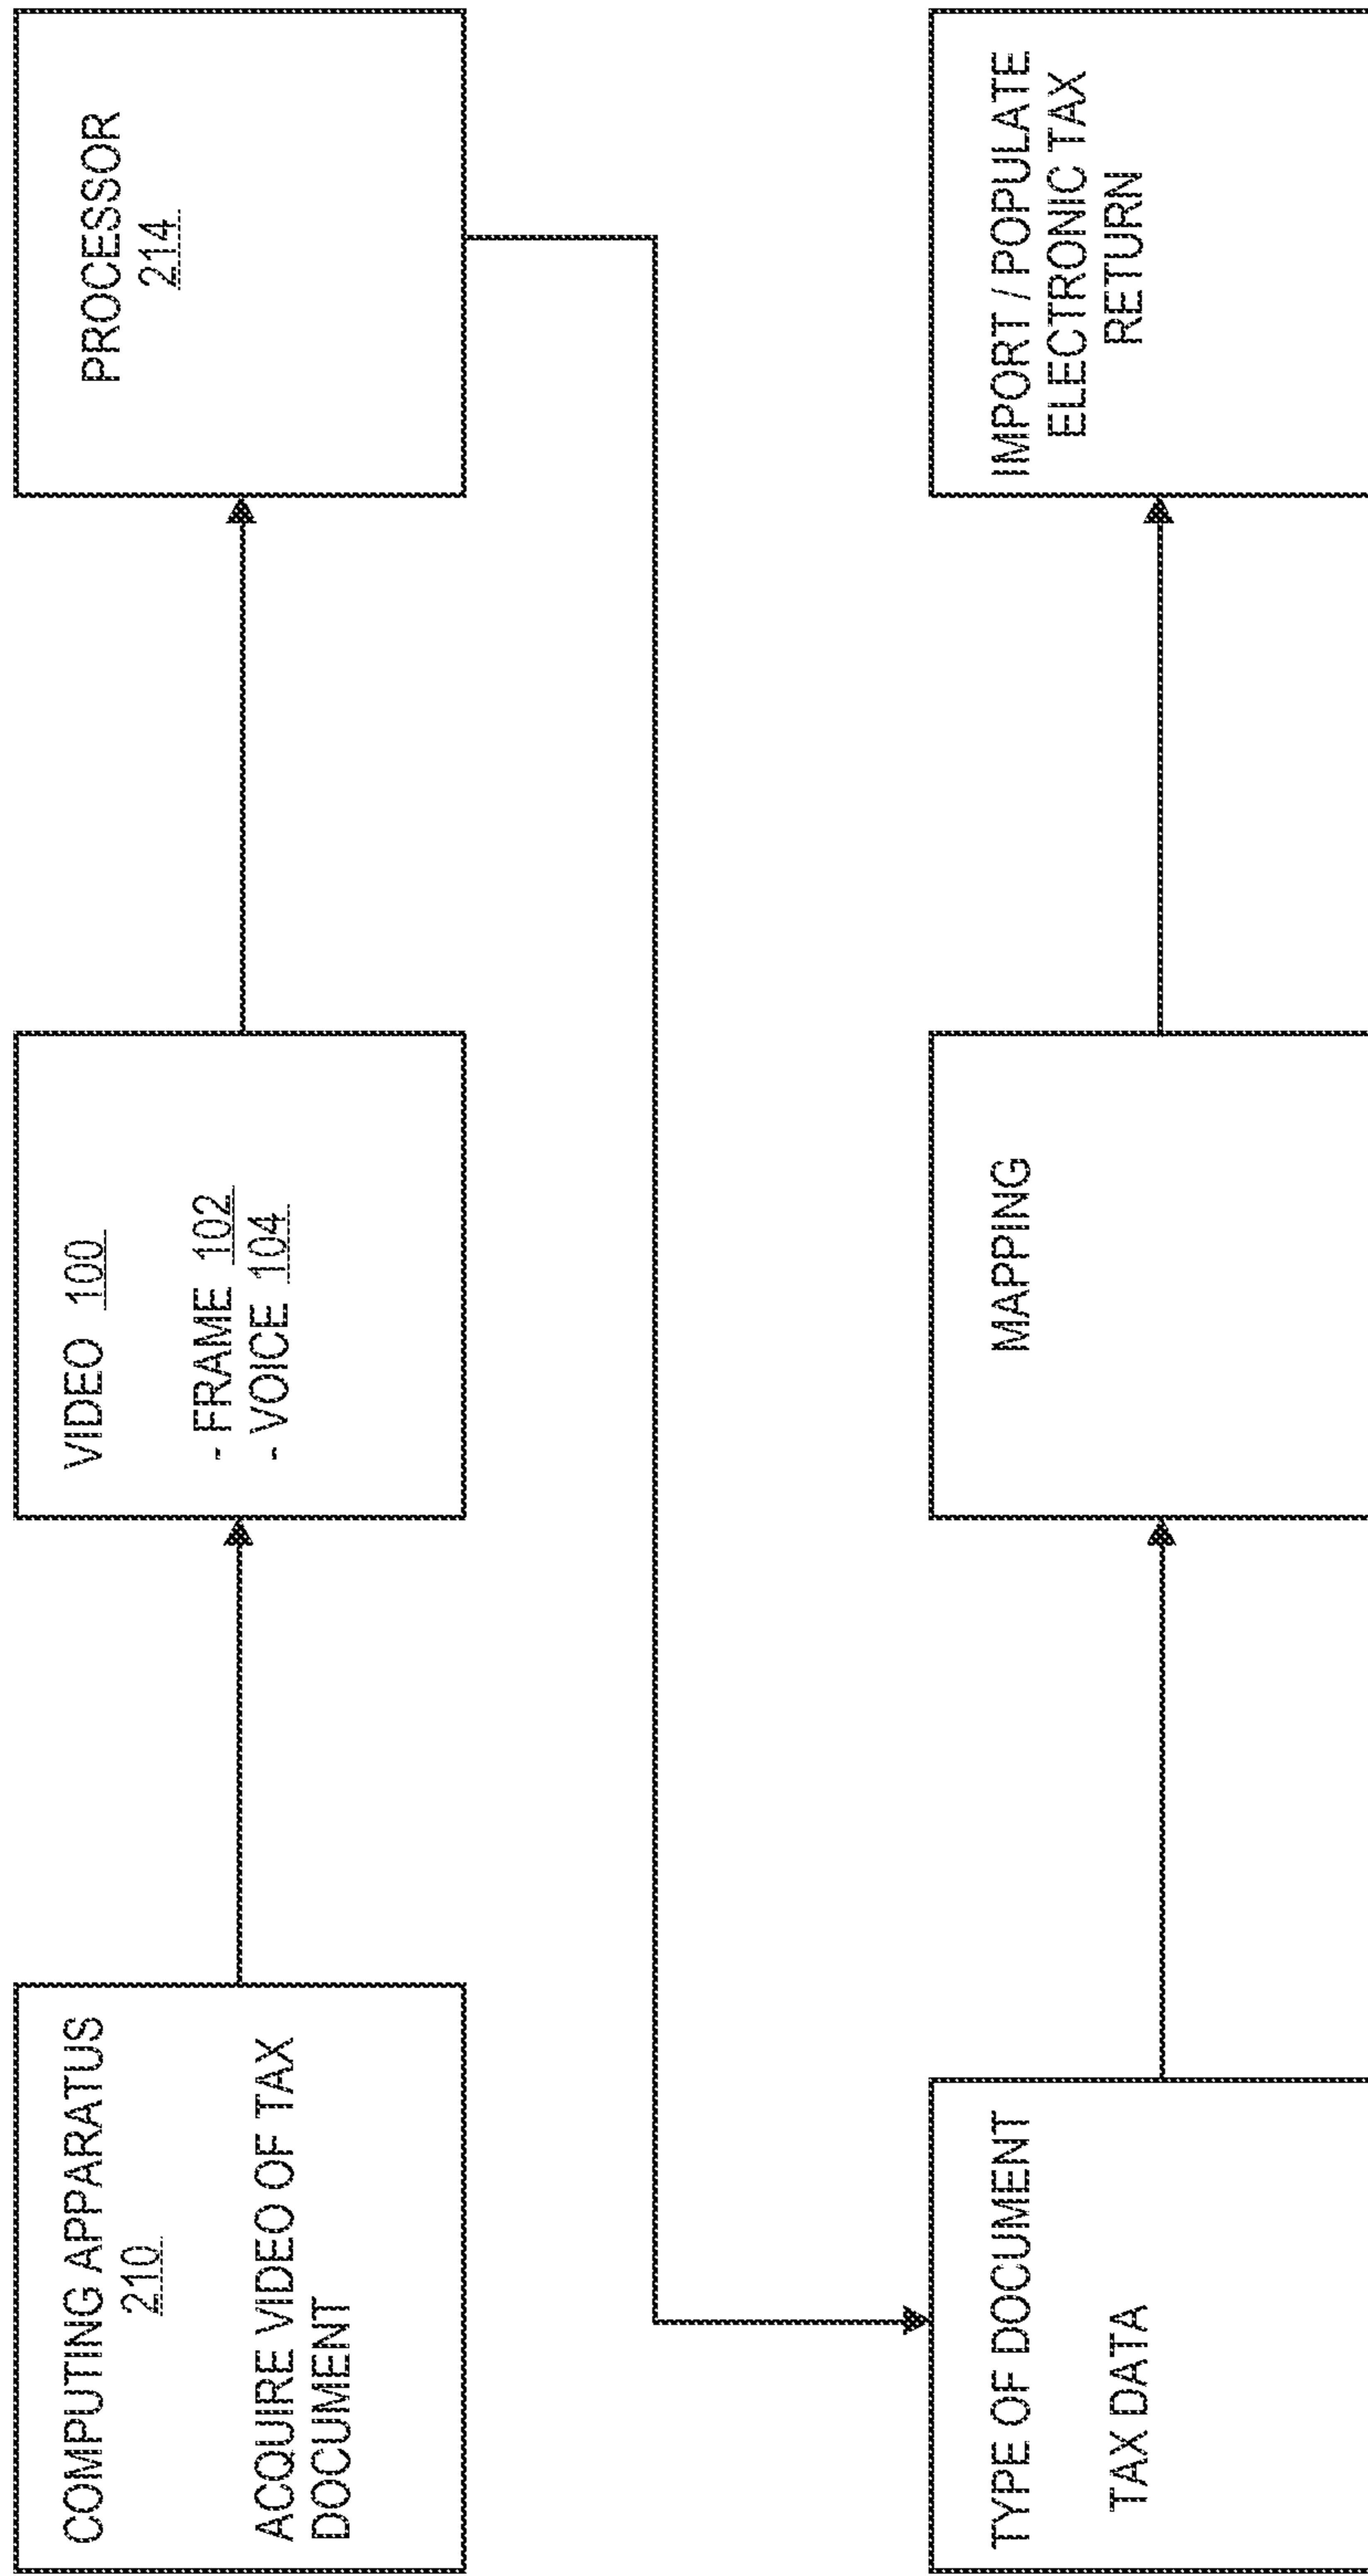 COMPUTING APPARATUS
210
ACQUIRE VIDEO OF TAX
DOCUMENT
VIDEO 100
- FRAME 102
- VOICE 104
PROCESSOR
214
TYPE OF DOCUMENT
TAX DATA
MAPPING
IMPORT / POPULATE
ELECTRONIC TAX
RETURN